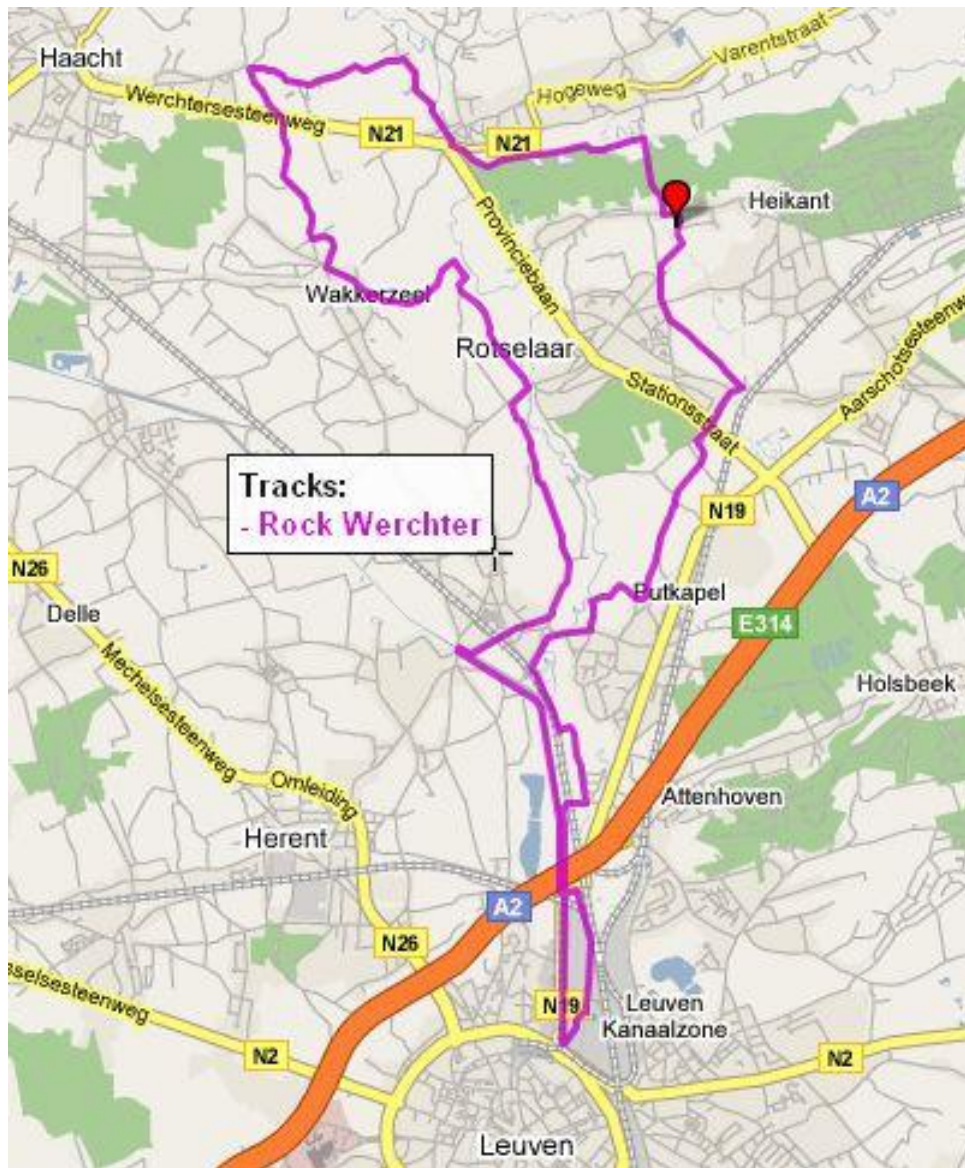 Haacht
Varentstraat
Hogeweg
Werchtersesteenweg
N21
N21
Heikant
Provinciebaan
Wakkerzeel
Rotselaar
Aarschotsesteenw
Stationsstraat
Tracks:
- Rock Werchter
A2
N19
N26
Delle
Putkapel
E314
Mechelsesteenweg
Holsbeek
Omleiding
Attenhoven
Herent
A2
N26
sselsesteenweg
N19
Leuven
Kanaalzone
N2
N2
Leuven